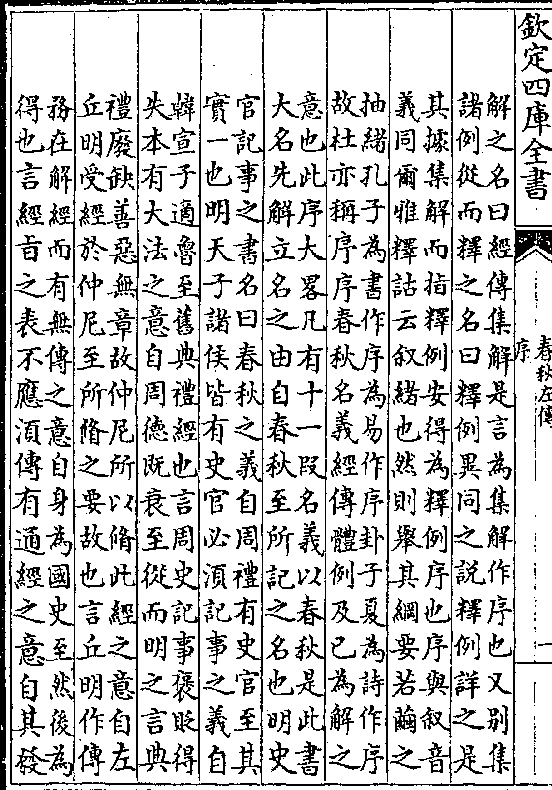 欽定四庫全書
春秋左傳
序
一
解之名曰經傳集解是言為集解作序也又别集
諸例從而釋之名曰釋例異同之說釋例詳之是
其據集解而指釋例安得為釋例序也序與叙音
義同爾雅釋詁云叙緒也然則舉其綱要若繭之
抽緒孔子為書作序為易作序卦子夏為詩作序
故杜亦稱序序春秋名義經傳體例及已為解之
意也此序大畧凡有十一段名義以春秋是此書
大名先解立名之由自春秋至所記之名也明史
官記事之書名曰春秋之義自周禮有史官至其
實一也明天子諸侯皆有史官必湏記事之義自
韓宣子適魯至舊典禮經也言周史記事褒貶得
失本有大法之意自周德既衰至從而明之言典
禮廢缺善惡無章故仲尼所以脩此經之意自左
丘明受經於仲尼至所脩之要故也言丘明作傳
務在解經而有無傳之意自身為國史至然後為
得也言經旨之表不應湏傳有通經之意自其發